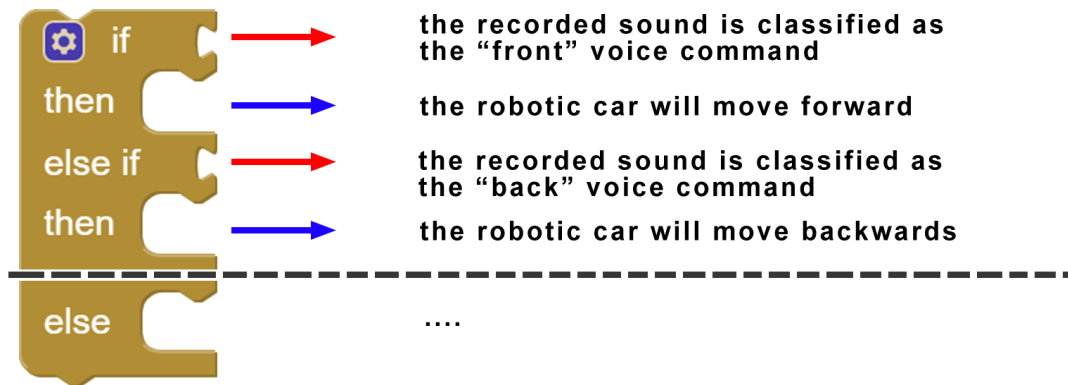 if
the recorded sound is classified as
the “front” voice command
then
the robotic car will move forward
else if
the recorded sound is classified as
the “back” voice command
then
the robotic car will move backwards
else
....